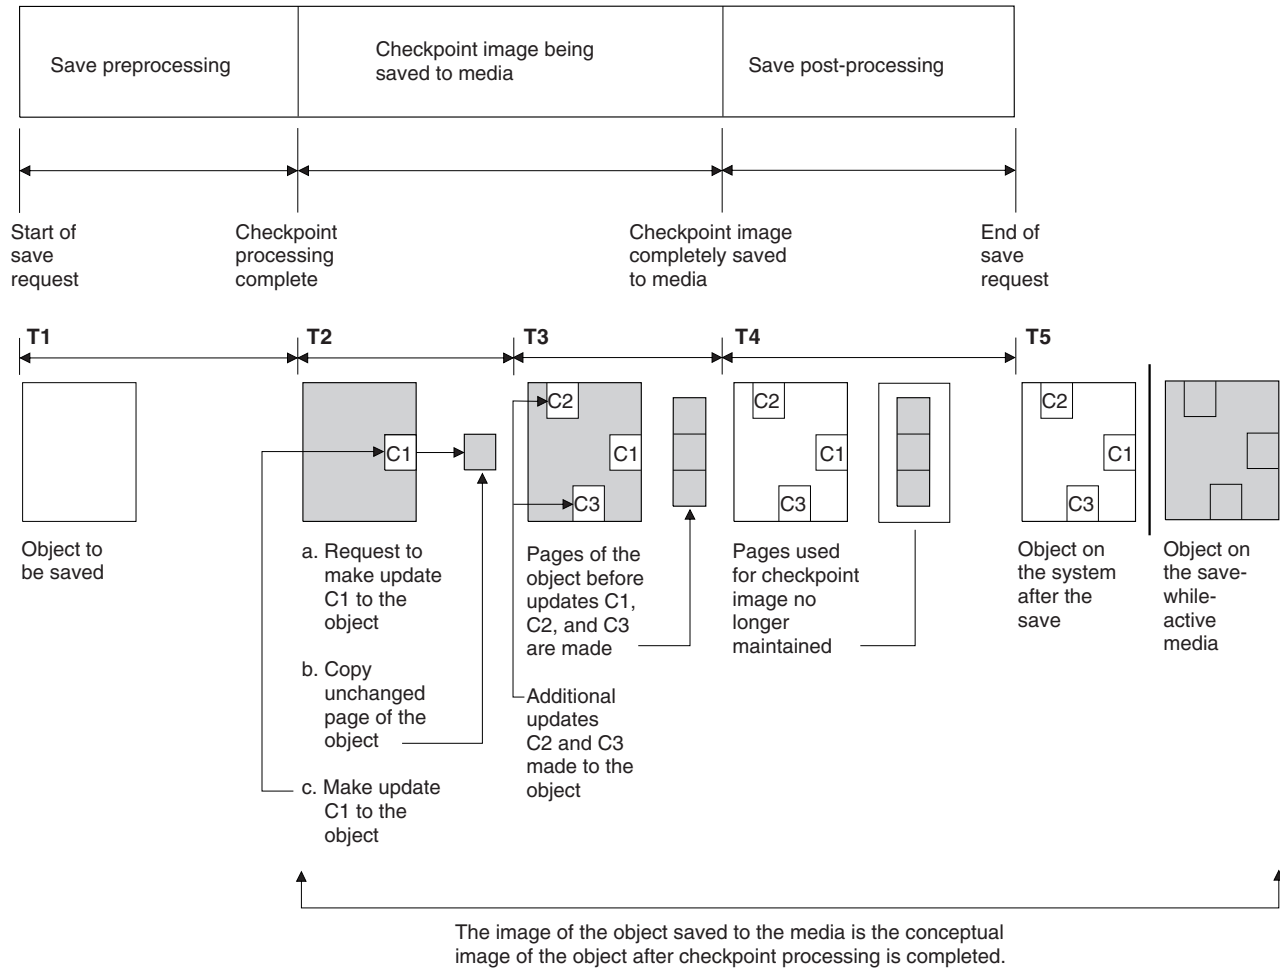 Save preprocessing
Checkpoint image being
saved to media
Save post-processing
Start of
save
request
Checkpoint
processing
complete
Checkpoint image
completely saved
to media
End of
save
request
T1
T2
T3
T4
T5
C1
C2
C1
C3
C2
C1
C3
C2
C1
C3
Object to
be saved
a. Request to
make update
C1 to the
object
b. Copy
unchanged
page of the
object
c. Make update
C1 to the
object
Pages of the
object before
updates C1,
C2, and C3
are made
Additional
updates
C2 and C3
made to the
object
Pages used
for checkpoint
image no
longer
maintained
Object on
the system
after the
save
Object on
the save-
while-
active
media
The image of the object saved to the media is the conceptual
image of the object after checkpoint processing is completed.